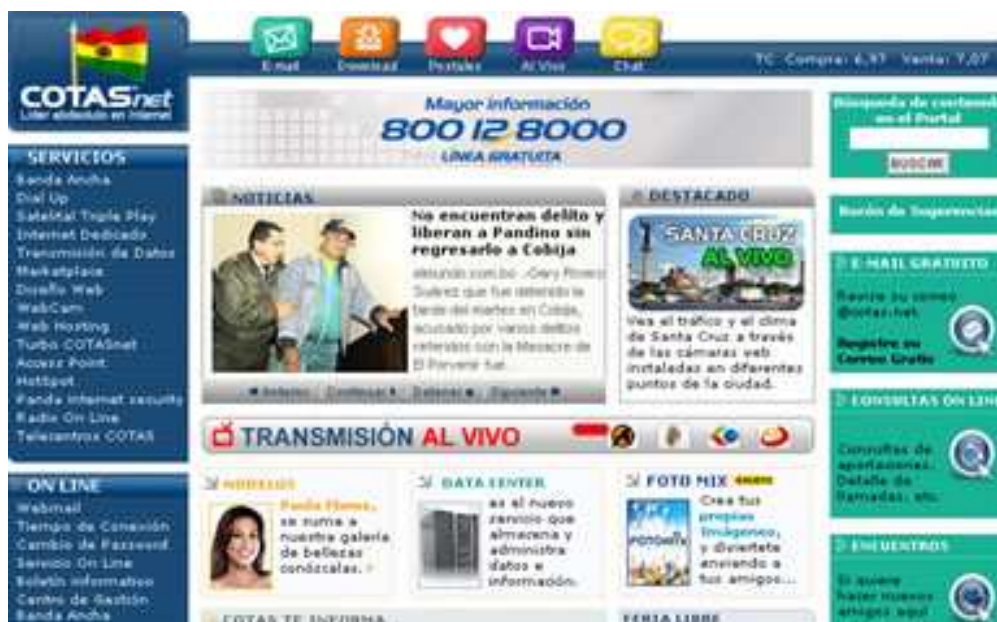 E-mail
Download
Postales
Al Vivo
Chat
TC Compra: 6,97 Venta: 7,07
COTASnet
Líder absoluto en Internet
Mayor información
800 12 8000
LÍNEA GRATUITA
Búsqueda de contenido
en el Portal
BUSCAR
Buzón de Sugerencias
SERVICIOS
Banda Ancha
Dial Up
Satelital Triple Play
Internet Dedicado
Transmisión de Datos
Marketplace
Diseño Web
WebCam
Web Hosting
Turbo COTASnet
Access Point
HotSpot
Panda internet security
Radio On Line
Telecentros COTAS
ON LINE
Webmail
Tiempo de Conexión
Cambio de Password
Servicio On Line
Boletín informativo
Centro de Gestión
Banda Ancha
NOTICIAS
No encuentran delito y
liberan a Pandino sin
regresarlo a Cobija
elmundo.com.bo .-Gary
Suárez que fue detenido la
tarde del martes en Cobija,
acusado por varios delitos
referidos con la Masacre de
El Porvenir fue
Anterior
Continuar
Detener
Siguiente
DESTACADO
SANTA CRUZ
AL VIVO
Vea el tráfico y el clima
de Santa Cruz a través
de las cámaras web
instaladas en diferentes
puntos de la ciudad.
TRANSMISIÓN AL VIVO
MODELOS
se suma a
nuestra galería
de bellezas
conózcalas.
DATA CENTER
es el nuevo
servicio que
almacena y
administra
datos e
información.
FOTO MIX
Crea tus
propias
imágenes,
y diviertete
enviando a
tus amigos...
COTAS TE INFORMA
FERIA LIBRE
E-MAIL GRATUITO
Revise su correo
@cotas.net
Registre su
Correo Gratis
CONSULTAS ON LINE
Consultas de
aportaciones.
Detalle de
llamadas, etc.
ENCUENTROS
Si quiere
hacer nuevos
amigos aquí